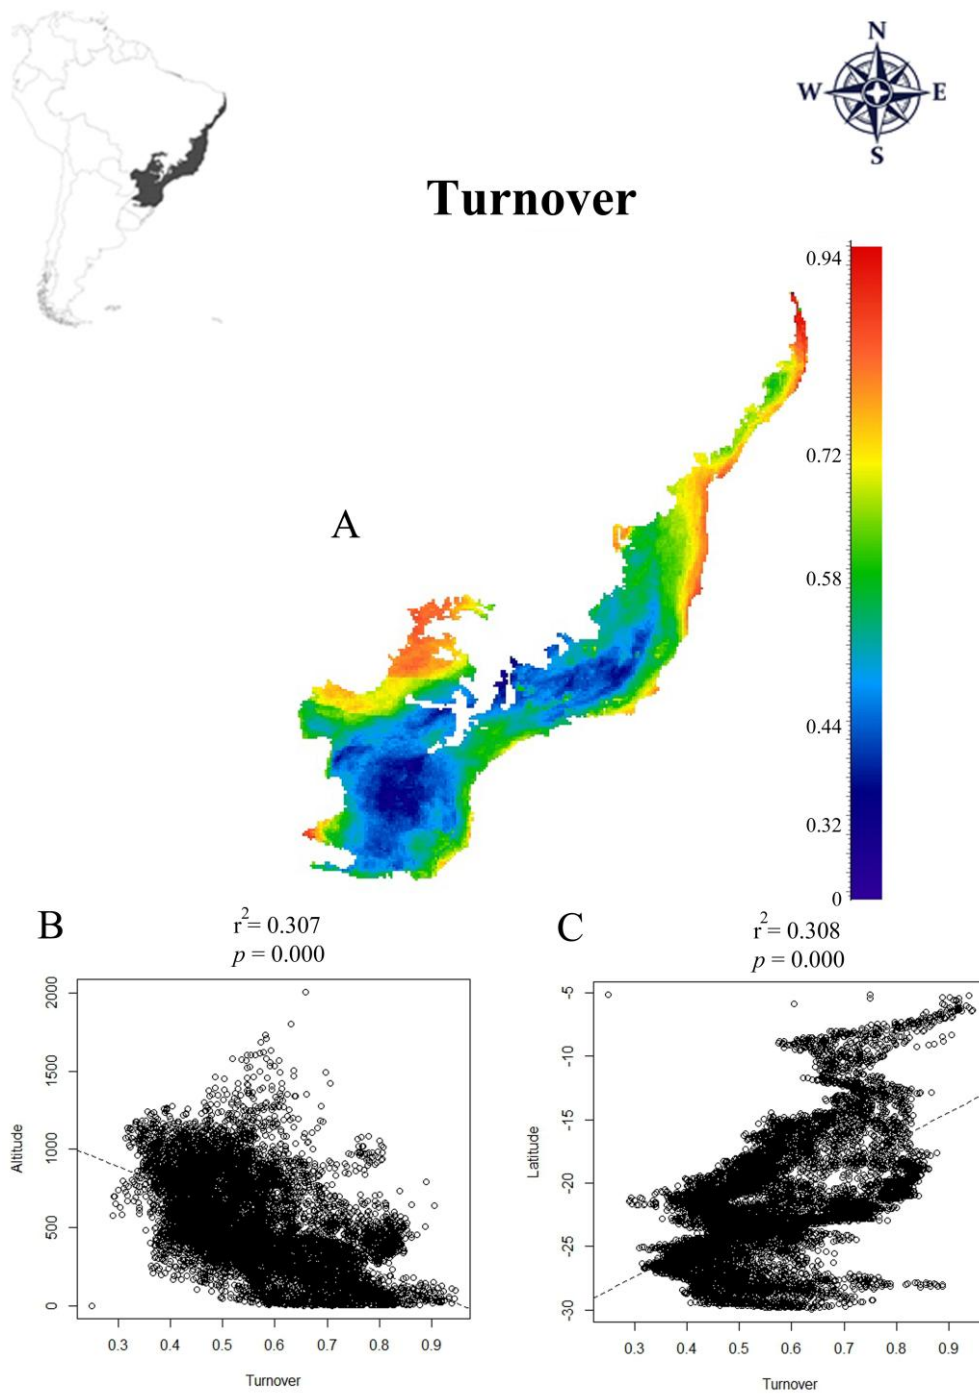 N
W E
S
Turnover
0.94
0.72
A
0.58
0.44
0.32
0
B
r2= 0.307
p = 0.000
C
r2= 0.308
p = 0.000
2000
1500
1000
500
0
Altitude
0.3 0.4 0.5 0.6 0.7 0.8 0.9
Turnover
-5
-10
-15
-20
-25
-30
Latitude
0.3 0.4 0.5 0.6 0.7 0.8 0.9
Turnover